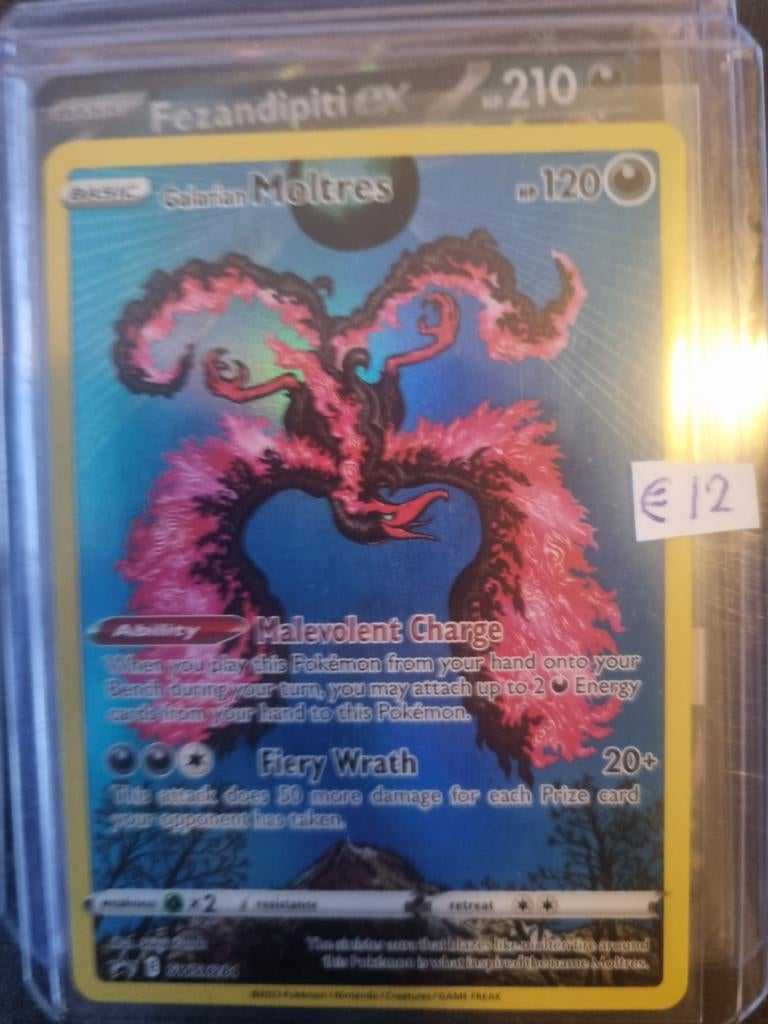 BASIC Fezandipiti ex HP 210
BASIC Galarian Moltres HP 120
€12
Ability Malevolent Charge
When you play this Pokémon from your hand onto your
Bench during your turn, you may attach up to 2 Energy
cards from your hand to this Pokémon.
Fiery Wrath 20+
This attack does 50 more damage for each Prize card
your opponent has taken.
weakness ×2 resistance retreat
The sinister aura that blazes like molten fire around
this Pokémon is what inspired the name Moltres.
©2022 Pokémon / Nintendo / Creatures / GAME FREAK